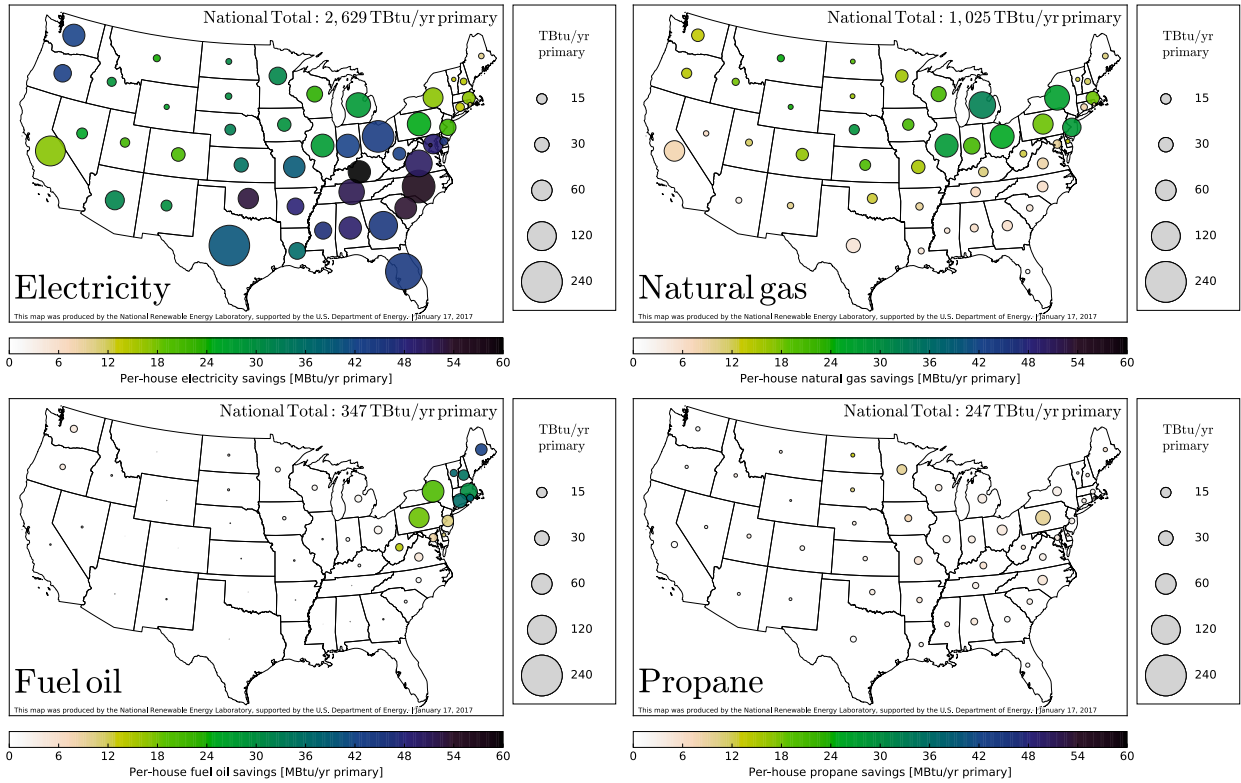 National Total : 2, 629 TBtu/yr primary
Electricity
This map was produced by the National Renewable Energy Laboratory, supported by the U.S. Department of Energy. | January 17, 2017
TBtu/yr
primary
15
30
60
120
240
0 6 12 18 24 30 36 42 48 54 60
Per-house electricity savings [MBtu/yr primary]
National Total : 1, 025 TBtu/yr primary
Natural gas
This map was produced by the National Renewable Energy Laboratory, supported by the U.S. Department of Energy. | January 17, 2017
TBtu/yr
primary
15
30
60
120
240
0 6 12 18 24 30 36 42 48 54 60
Per-house natural gas savings [MBtu/yr primary]
National Total : 347 TBtu/yr primary
Fuel oil
This map was produced by the National Renewable Energy Laboratory, supported by the U.S. Department of Energy. | January 17, 2017
TBtu/yr
primary
15
30
60
120
240
0 6 12 18 24 30 36 42 48 54 60
Per-house fuel oil savings [MBtu/yr primary]
National Total : 247 TBtu/yr primary
Propane
This map was produced by the National Renewable Energy Laboratory, supported by the U.S. Department of Energy. | January 17, 2017
TBtu/yr
primary
15
30
60
120
240
0 6 12 18 24 30 36 42 48 54 60
Per-house propane savings [MBtu/yr primary]